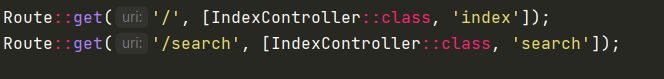 Route::get( uri: '/', [IndexController::class, 'index']);
Route::get( uri: '/search', [IndexController::class, 'search']);